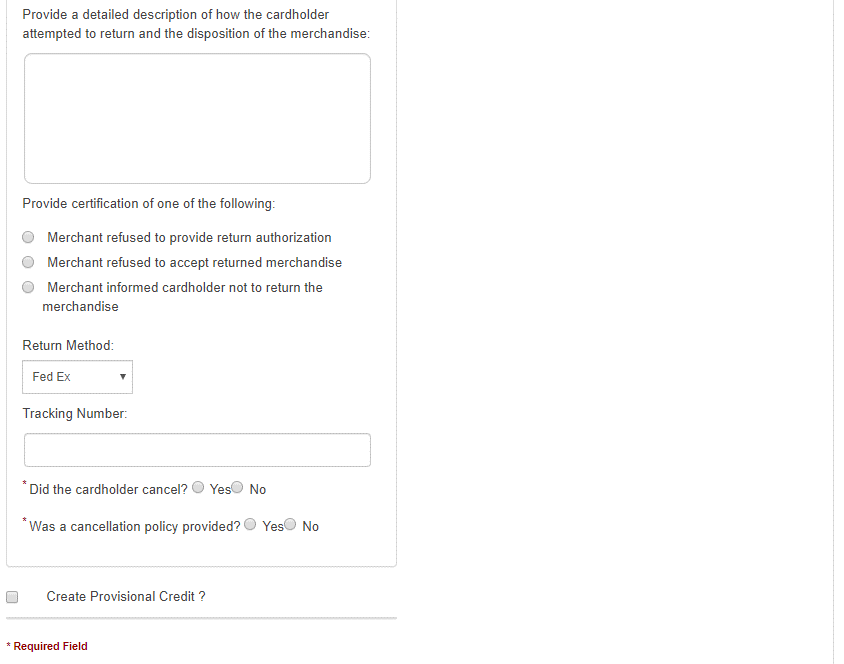 Provide a detailed description of how the cardholder
attempted to return and the disposition of the merchandise:
Provide certification of one of the following:
Merchant refused to provide return authorization
Merchant refused to accept returned merchandise
Merchant informed cardholder not to return the
merchandise
Return Method:
Fed Ex
Tracking Number:
* Did the cardholder cancel? Yes No
* Was a cancellation policy provided? Yes No
Create Provisional Credit ?
* Required Field